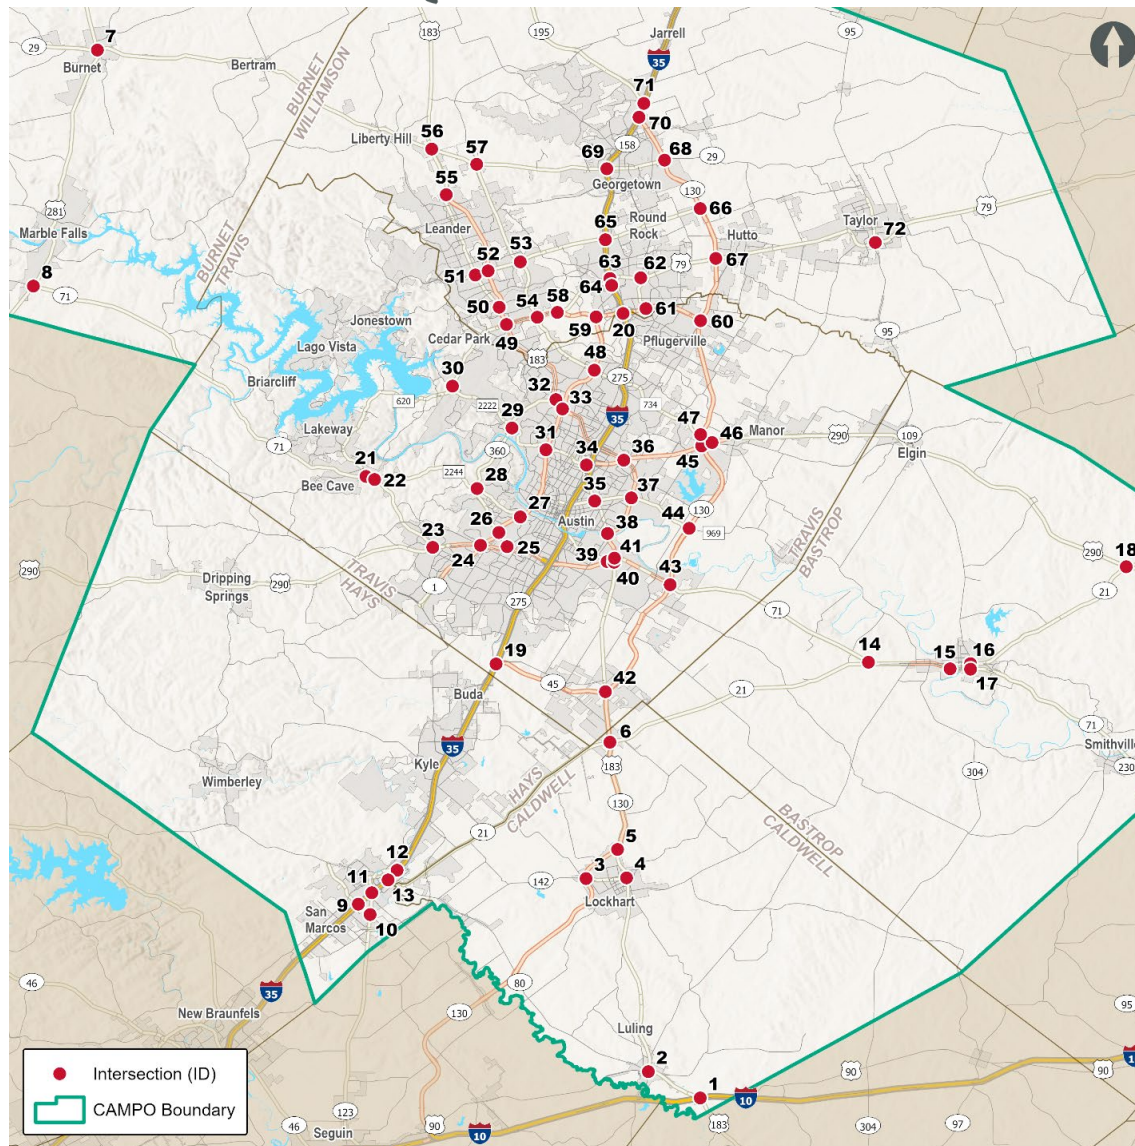 183
195
Jarrell
95
7
29
Burnet
Bertram
BURNET
WILLIAMSON
35
71
70
56
57
Liberty Hill
158
69
68
29
Georgetown
55
130
281
66
79
Marble Falls
Leander
Round
Rock
Taylor
65
Hutto
72
53
52
51
63
62
79
67
8
71
BURNET
TRAVIS
64
50
54
58
61
Jonestown
59
20
60
95
Cedar Park
49
Pflugerville
Lago Vista
183
48
30
275
Briarcliff
32
33
620
2222
734
35
29
47
46
Manor
290
109
Elgin
Lakeway
71
360
31
45
21
22
2244
34
36
Bee Cave
28
35
37
130
27
Austin
44
969
TRAVIS
BASTROP
26
38
18
23
24
25
39
41
40
290
290
290
Dripping
Springs
TRAVIS
HAYS
1
43
21
275
71
14
15
16
17
19
45
42
21
Buda
71
6
35
183
Kyle
Smithville
230
304
Wimberley
HAYS
CALDWELL
130
BASTROP
CALDWELL
21
5
12
3
4
11
13
142
9
Lockhart
San
Marcos
10
46
35
80
130
95
New Braunfels
Luling
2
90
90
1
10
Intersection (ID)
CAMPO Boundary
123
46
Seguin
90
10
183
304
97